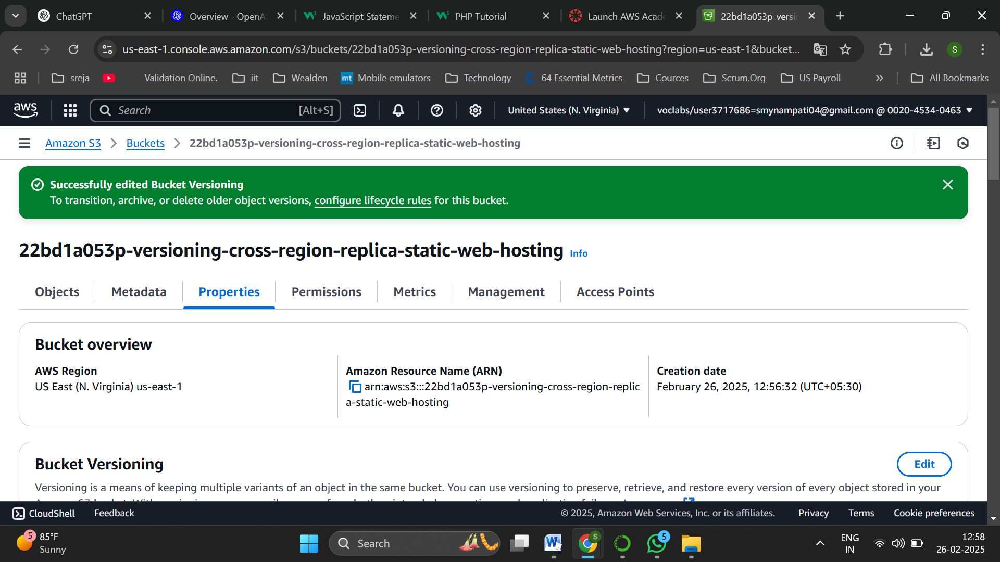 ChatGPT
Overview - OpenA
JavaScript Stateme
PHP Tutorial
Launch AWS Acade
22bd1a053p-versi
us-east-1.console.aws.amazon.com/s3/buckets/22bd1a053p-versioning-cross-region-replica-static-web-hosting?region=us-east-1&bucket...
S
sreja
Validation Online.
iit
Wealden
mt Mobile emulators
Technology
64 Essential Metrics
Cources
Scrum.Org
US Payroll
All Bookmarks
aws
Search [Alt+S]
United States (N. Virginia)
voclabs/user3717686=smynampati04@gmail.com @ 0020-4534-0463
Amazon S3 > Buckets > 22bd1a053p-versioning-cross-region-replica-static-web-hosting
Successfully edited Bucket Versioning
To transition, archive, or delete older object versions, configure lifecycle rules for this bucket.
22bd1a053p-versioning-cross-region-replica-static-web-hosting Info
Objects
Metadata
Properties
Permissions
Metrics
Management
Access Points
Bucket overview
AWS Region
US East (N. Virginia) us-east-1
Amazon Resource Name (ARN)
arn:aws:s3:::22bd1a053p-versioning-cross-region-replic
a-static-web-hosting
Creation date
February 26, 2025, 12:56:32 (UTC+05:30)
Bucket Versioning
Edit
Versioning is a means of keeping multiple variants of an object in the same bucket. You can use versioning to preserve, retrieve, and restore every version of every object stored in your
CloudShell
Feedback
© 2025, Amazon Web Services, Inc. or its affiliates.
Privacy
Terms
Cookie preferences
5
85°F
Sunny
Search
W
S
5
ENG
IN
12:58
26-02-2025